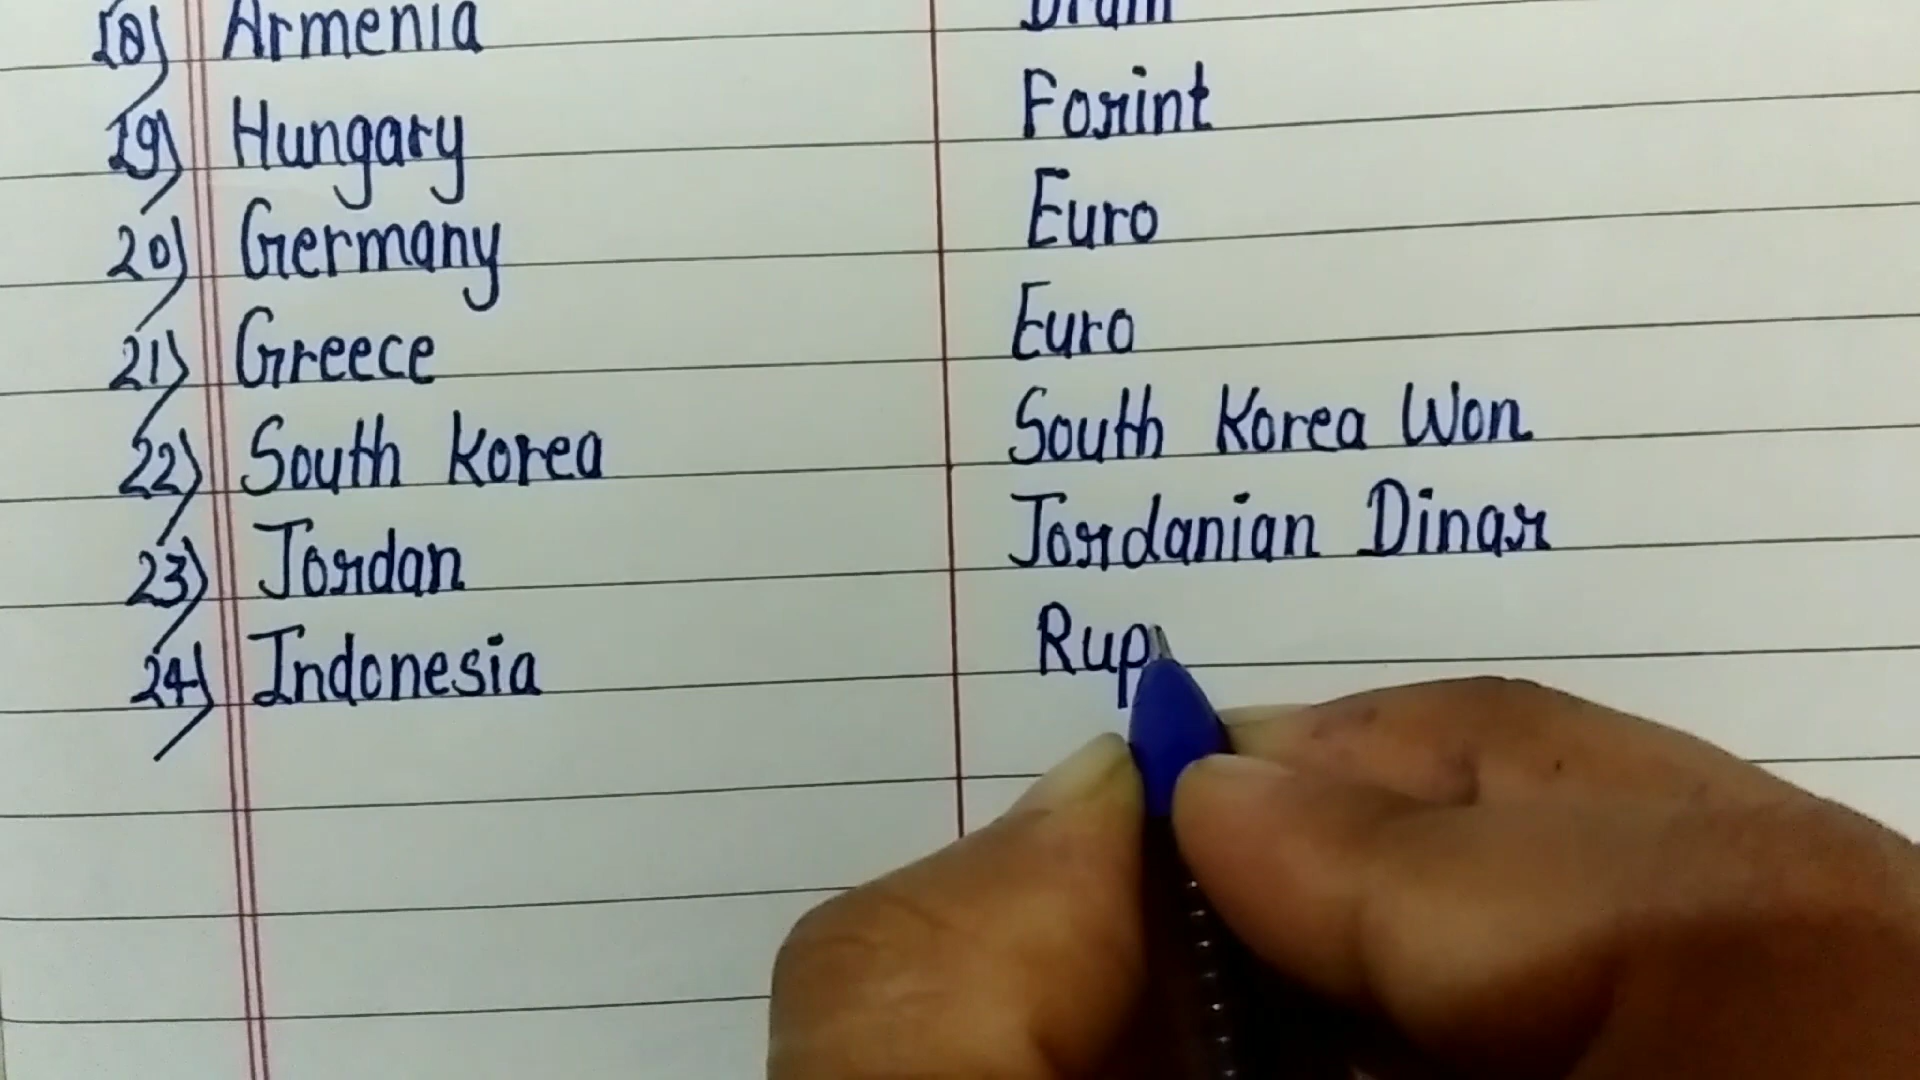 18) Armenia Dram
19) Hungary Forint
20) Germany Euro
21) Greece Euro
22) South Korea South Korea Won
23) Jordan Jordanian Dinar
24) Indonesia Rup